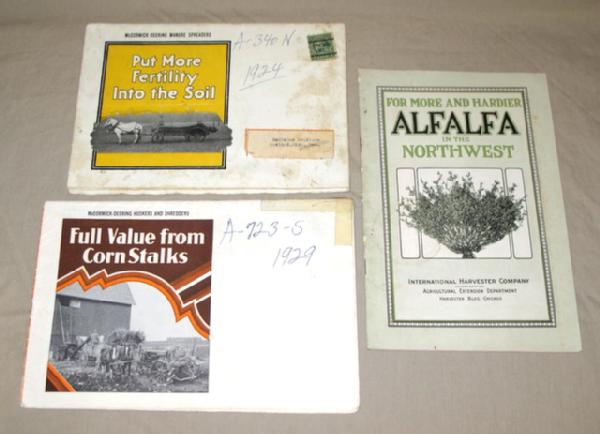 McCORMICK-DEERING MANURE SPREADERS
Put More
Fertility
Into the Soil
A-340 N
1924
McCORMICK-DEERING HUSKERS AND SHREDDERS
Full Value from
Corn Stalks
A-723-S
1929
FOR MORE AND HARDIER
ALFALFA
IN THE
NORTHWEST
INTERNATIONAL HARVESTER COMPANY
AGRICULTURAL EXTENSION DEPARTMENT
HARVESTER BLDG. CHICAGO